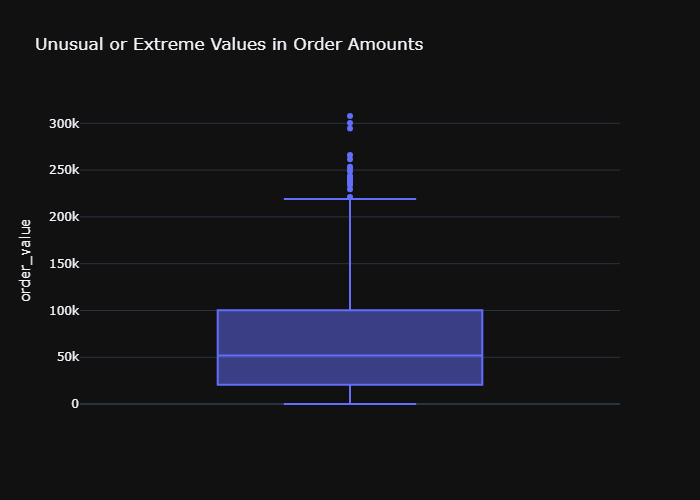 Unusual or Extreme Values in Order Amounts
300k
250k
200k
150k
100k
50k
0
order_value